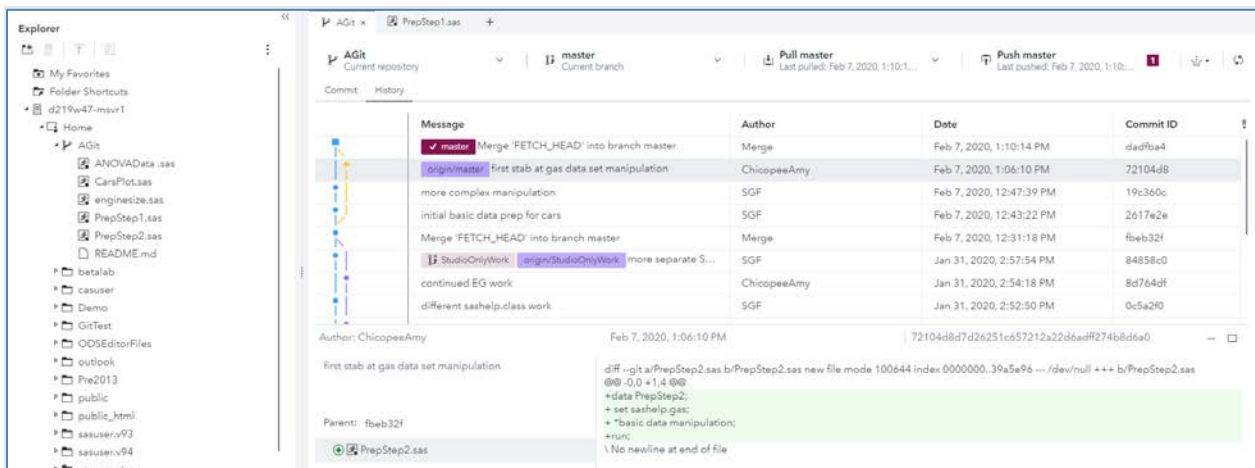 Explorer
My Favorites
Folder Shortcuts
d219w47-msvr1
Home
AGit
ANOVAData .sas
CarsPlot.sas
enginesize.sas
PrepStep1.sas
PrepStep2.sas
README.md
betalab
casuser
Demo
GitTest
ODSEditorFiles
outlook
Pre2013
public
public_html
sasuser.v93
sasuser.v94
AGit × PrepStep1.sas +
AGit master Pull master Push master 1
Current repository Current branch Last pulled: Feb 7, 2020, 1:10:1... Last pushed: Feb 7, 2020, 1:10:...
Commit History
Message Author Date Commit ID
master Merge 'FETCH_HEAD' into branch master Merge Feb 7, 2020, 1:10:14 PM dadfba4
origin/master first stab at gas data set manipulation ChicopeeAmy Feb 7, 2020, 1:06:10 PM 72104d8
more complex manipulation SGF Feb 7, 2020, 12:47:39 PM 19c360c
initial basic data prep for cars SGF Feb 7, 2020, 12:43:22 PM 2617e2e
Merge 'FETCH_HEAD' into branch master Merge Feb 7, 2020, 12:31:18 PM fbeb32f
StudioOnlyWork origin/StudioOnlyWork more separate S... SGF Jan 31, 2020, 2:57:54 PM 84858c0
continued EG work ChicopeeAmy Jan 31, 2020, 2:54:18 PM 8d764df
different sashelp.class work SGF Jan 31, 2020, 2:52:50 PM 0c5a2f0
Author: ChicopeeAmy Feb 7, 2020, 1:06:10 PM 72104d8d7d26251c657212a22d6adff274b8d6a0
first stab at gas data set manipulation
Parent: fbeb32f
PrepStep2.sas
diff --git a/PrepStep2.sas b/PrepStep2.sas new file mode 100644 index 0000000..39a5e96 --- /dev/null +++ b/PrepStep2.sas
@@ -0,0 +1,4 @@
+data PrepStep2;
+ set sashelp.gas;
+ *basic data manipulation;
+run;
\ No newline at end of file